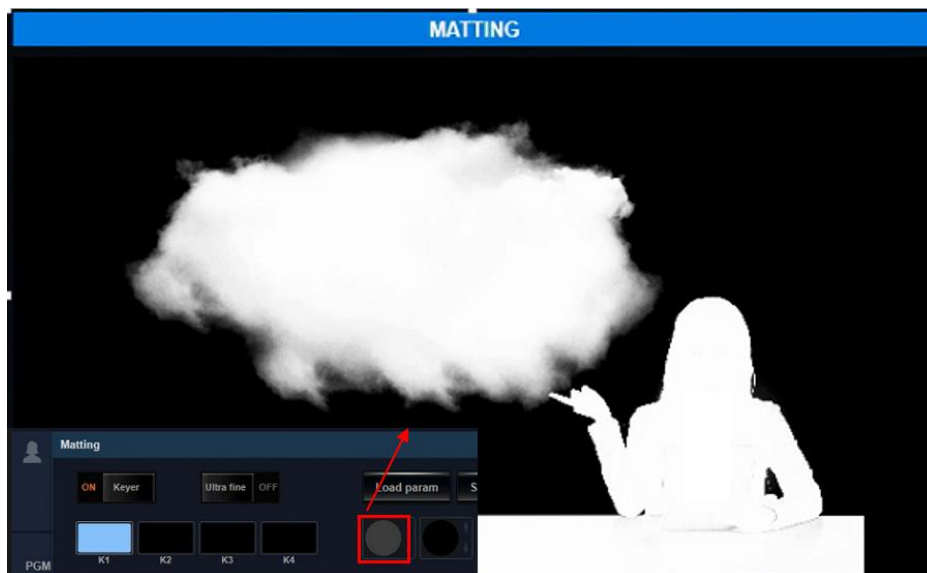 MATTING
Matting
ON Keyer
Ultra fine OFF
Load param
S
K1 K2 K3 K4
PGM